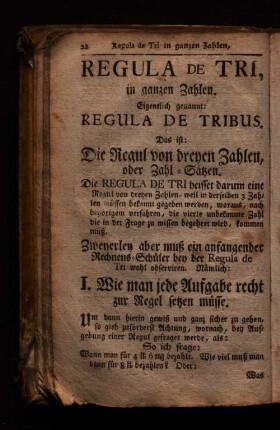 22 Regula de Tri in ganzen Zahlen,
REGULA DE TRI,
in ganzen Zahlen.
Eigentlich genannt:
REGULA DE TRIBUS.
Das ist:
Die Regul von dreyen Zahlen,
oder Zahl-Sätzen.
Die REGULA DE TRI heisset darum eine
Regul von dreyen Zahlen, weil in derselben 3 Zah-
len müssen bekannt gegeben werden, woraus, nach
behörigem verfahren, die vierte unbekannte Zahl
die in der Frage zu wissen begehret wird, kommen
muß.
Zweyerley aber muß ein anfangender
Rechnens-Schüler bey der Regula de
Tri wohl observiren. Nämlich:
I. Wie man jede Aufgabe recht
zur Regel setzen müsse.
Um dann hierin gewiß und ganz sicher zu gehen,
so gieb zuförderst Achtung, wornach, bey Auf-
gebung einer Regul gefraget werde, als:
So ich frage:
Wann man für 4 ℔ 6 mg bezahlt. Wie viel muß man
dann für 8 ℔ bezahlen? Oder:
Was